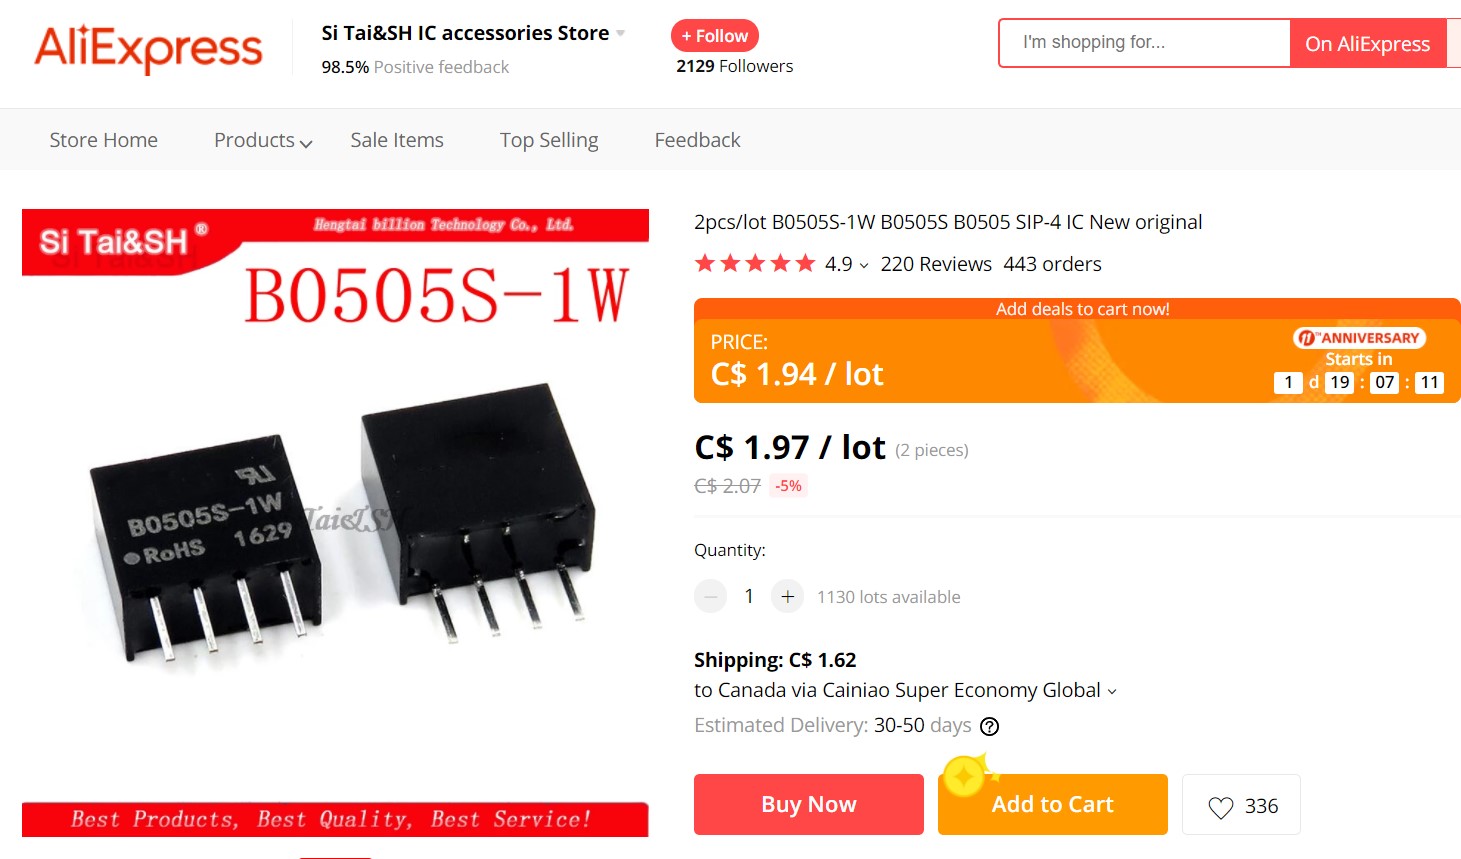 AliExpress
Si Tai&SH IC accessories Store
98.5% Positive feedback
+ Follow
2129 Followers
I'm shopping for...
On AliExpress
Store Home
Products
Sale Items
Top Selling
Feedback
Si Tai&SH ®
Hengtai billion Technology Co., Ltd.
B0505S-1W
B0505S-1W
RoHS 1629
Tai&SH
Best Products, Best Quality, Best Service!
2pcs/lot B0505S-1W B0505S B0505 SIP-4 IC New original
4.9 220 Reviews 443 orders
Add deals to cart now!
PRICE:
C$ 1.94 / lot
TH ANNIVERSARY
Starts in
1 d 19 : 07 : 11
C$ 1.97 / lot (2 pieces)
C$ 2.07 -5%
Quantity:
− 1 + 1130 lots available
Shipping: C$ 1.62
to Canada via Cainiao Super Economy Global
Estimated Delivery: 30-50 days ?
Buy Now
Add to Cart
336